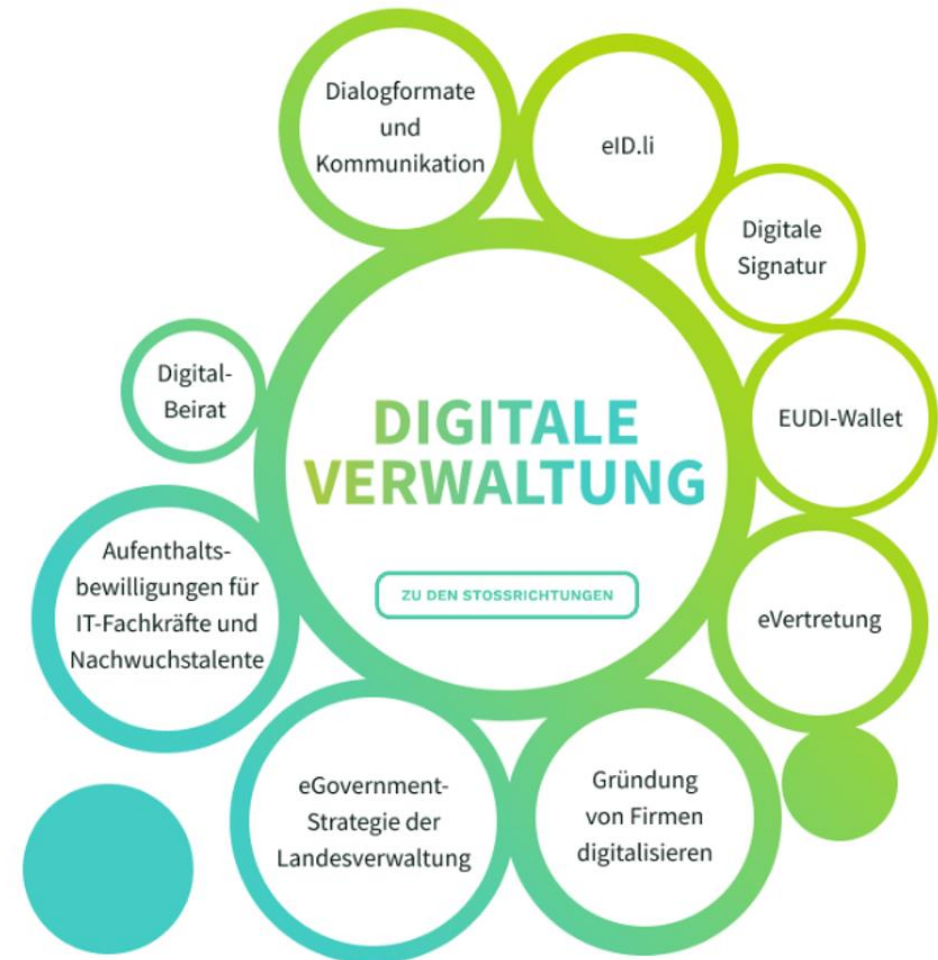 Dialogformate
und
Kommunikation
eID.li
Digitale
Signatur
Digital-
Beirat
EUDI-Wallet
DIGITALE
VERWALTUNG
Aufenthalts-
bewilligungen für
IT-Fachkräfte und
Nachwuchstalente
ZU DEN STOSSRICHTUNGEN
eVertretung
eGovernment-
Strategie der
Landesverwaltung
Gründung
von Firmen
digitalisieren